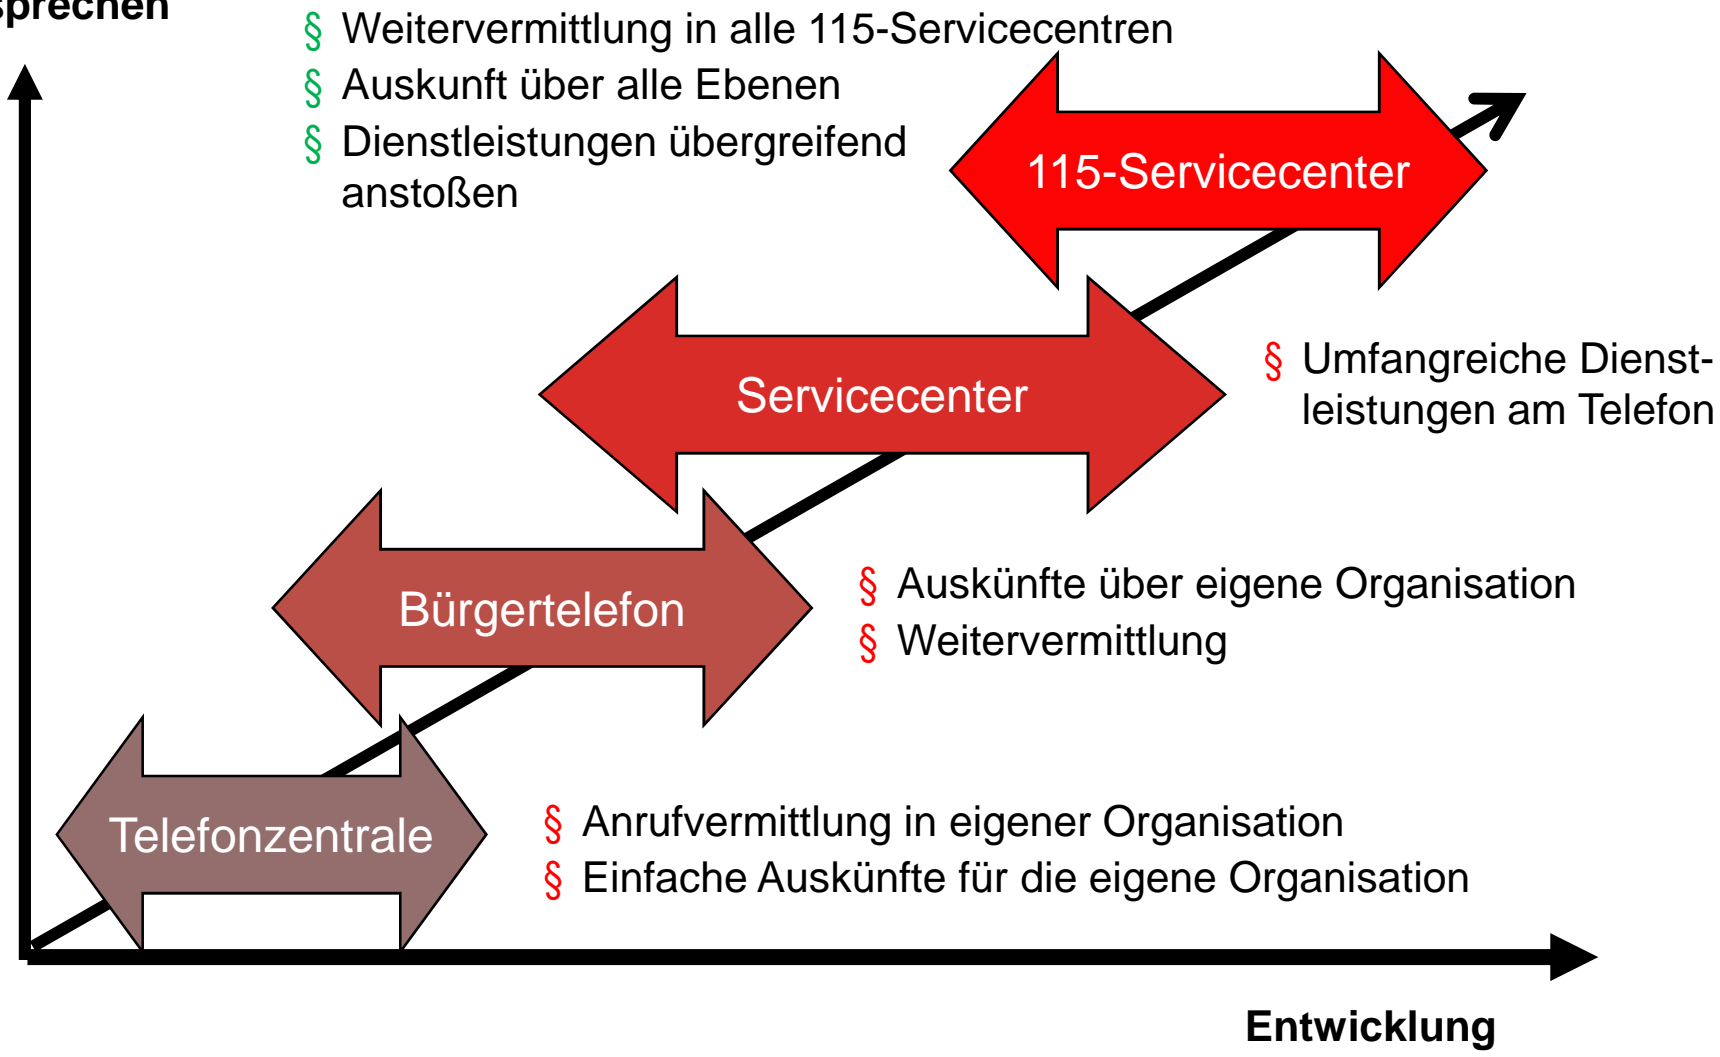 sprechen
§ Weitervermittlung in alle 115-Servicecentren
§ Auskunft über alle Ebenen
§ Dienstleistungen übergreifend
anstoßen
115-Servicecenter
Servicecenter
§ Umfangreiche Dienst-
leistungen am Telefon
Bürgertelefon
§ Auskünfte über eigene Organisation
§ Weitervermittlung
Telefonzentrale
§ Anrufvermittlung in eigener Organisation
§ Einfache Auskünfte für die eigene Organisation
Entwicklung